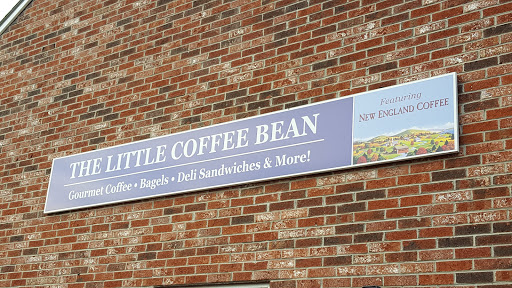 THE LITTLE COFFEE BEAN
Gourmet Coffee • Bagels • Deli Sandwiches & More!
Featuring
NEW ENGLAND COFFEE